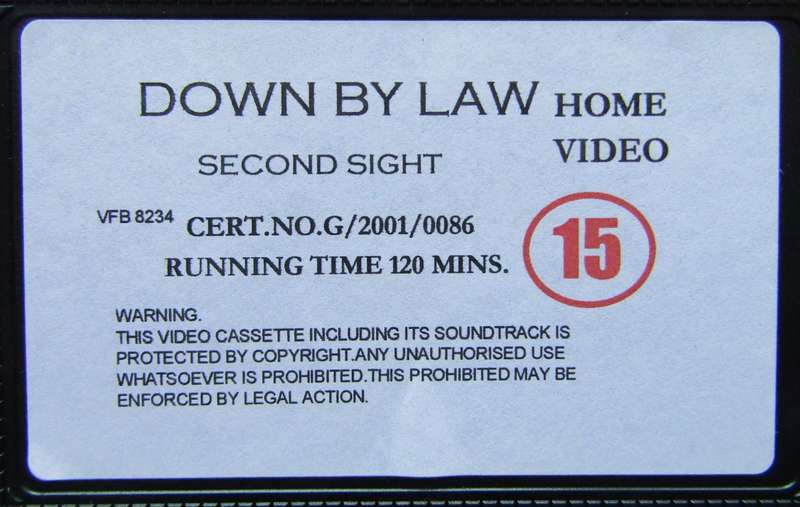 DOWN BY LAW
HOME
VIDEO
SECOND SIGHT
VFB 8234
CERT.NO.G/2001/0086
RUNNING TIME 120 MINS.
15
WARNING.
THIS VIDEO CASSETTE INCLUDING ITS SOUNDTRACK IS
PROTECTED BY COPYRIGHT.ANY UNAUTHORISED USE
WHATSOEVER IS PROHIBITED.THIS PROHIBITED MAY BE
ENFORCED BY LEGAL ACTION.